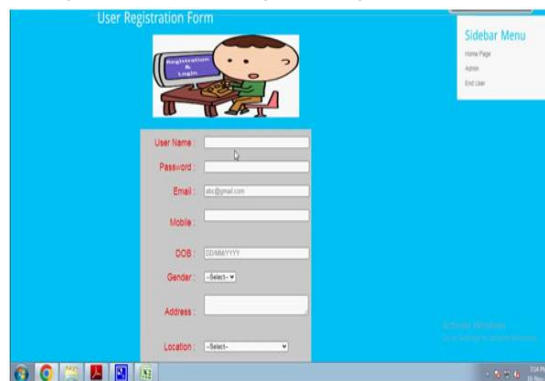 User Registration Form
Registration
&
Login
Sidebar Menu
Home Page
Admin
End User
User Name :
Password :
Email : abc@gmail.com
Mobile :
DOB : DD/MM/YYYY
Gender : --Select--
Address :
Location : --Select--
Activate Windows